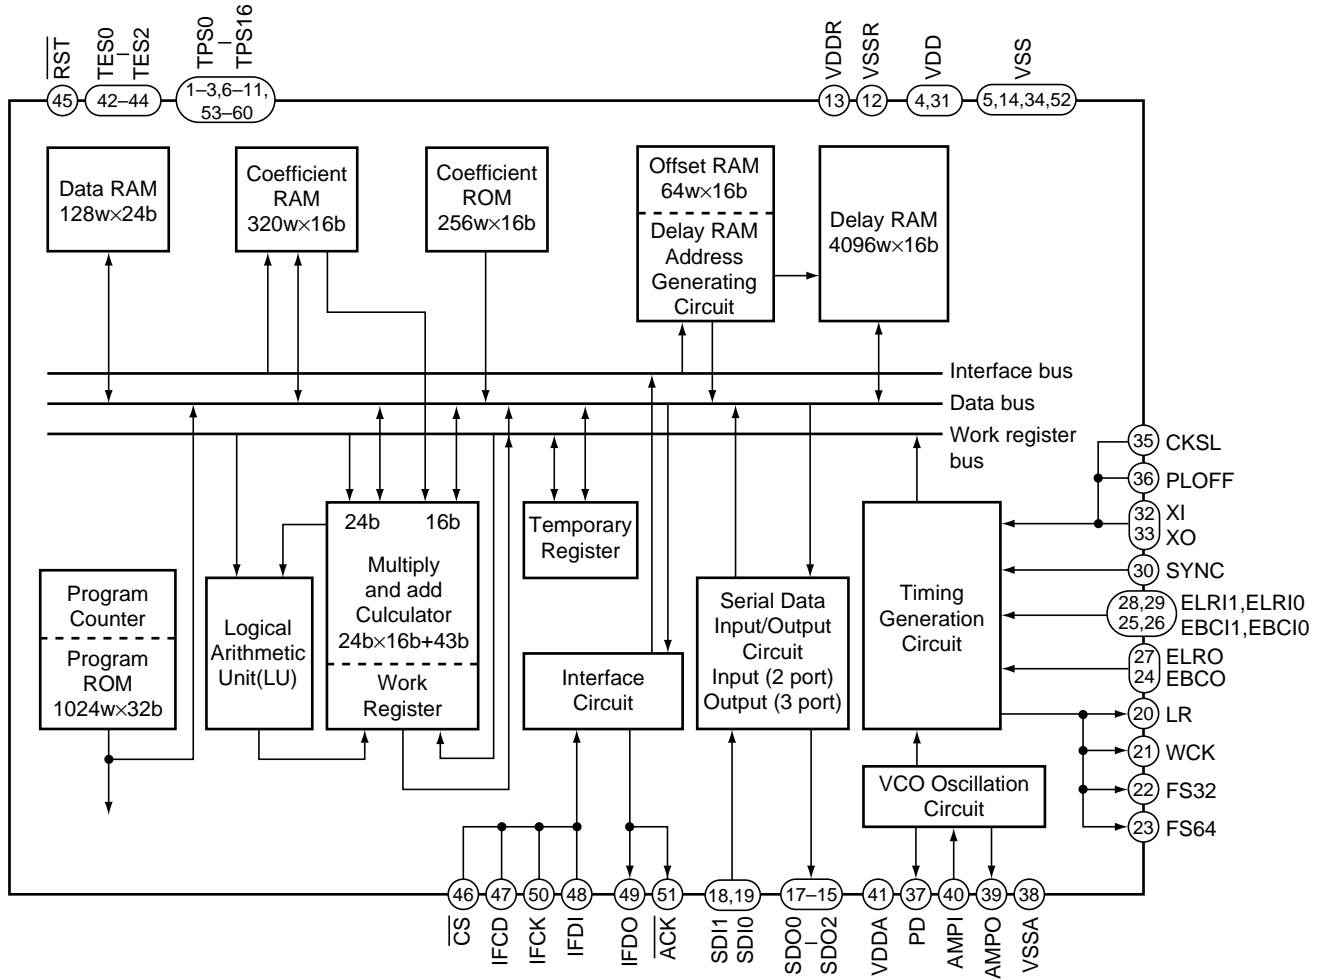 RST
TES0
–
TES2
TPS0
–
TPS16
VDDR
VSSR
VDD
VSS
45
42–44
1–3,6–11,
53–60
13
12
4,31
5,14,34,52
Data RAM
128w×24b
Coefficient
RAM
320w×16b
Coefficient
ROM
256w×16b
Offset RAM
64w×16b
Delay RAM
Address
Generating
Circuit
Delay RAM
4096w×16b
Interface bus
Data bus
Work register
bus
35 CKSL
36 PLOFF
32 XI
33 XO
30 SYNC
28,29 ELRI1,ELRI0
25,26 EBCI1,EBCI0
27 ELRO
24 EBCO
20 LR
21 WCK
22 FS32
23 FS64
Program
Counter
Program
ROM
1024w×32b
Logical
Arithmetic
Unit(LU)
24b 16b
Multiply
and add
Culculator
24b×16b+43b
Work
Register
Temporary
Register
Interface
Circuit
Serial Data
Input/Output
Circuit
Input (2 port)
Output (3 port)
Timing
Generation
Circuit
VCO Oscillation
Circuit
46
47
50
48
49
51
18,19
17–15
41
37
40
39
38
CS
IFCD
IFCK
IFDI
IFDO
ACK
SDI1
SDI0
SDO0
–
SDO2
VDDA
PD
AMPI
AMPO
VSSA